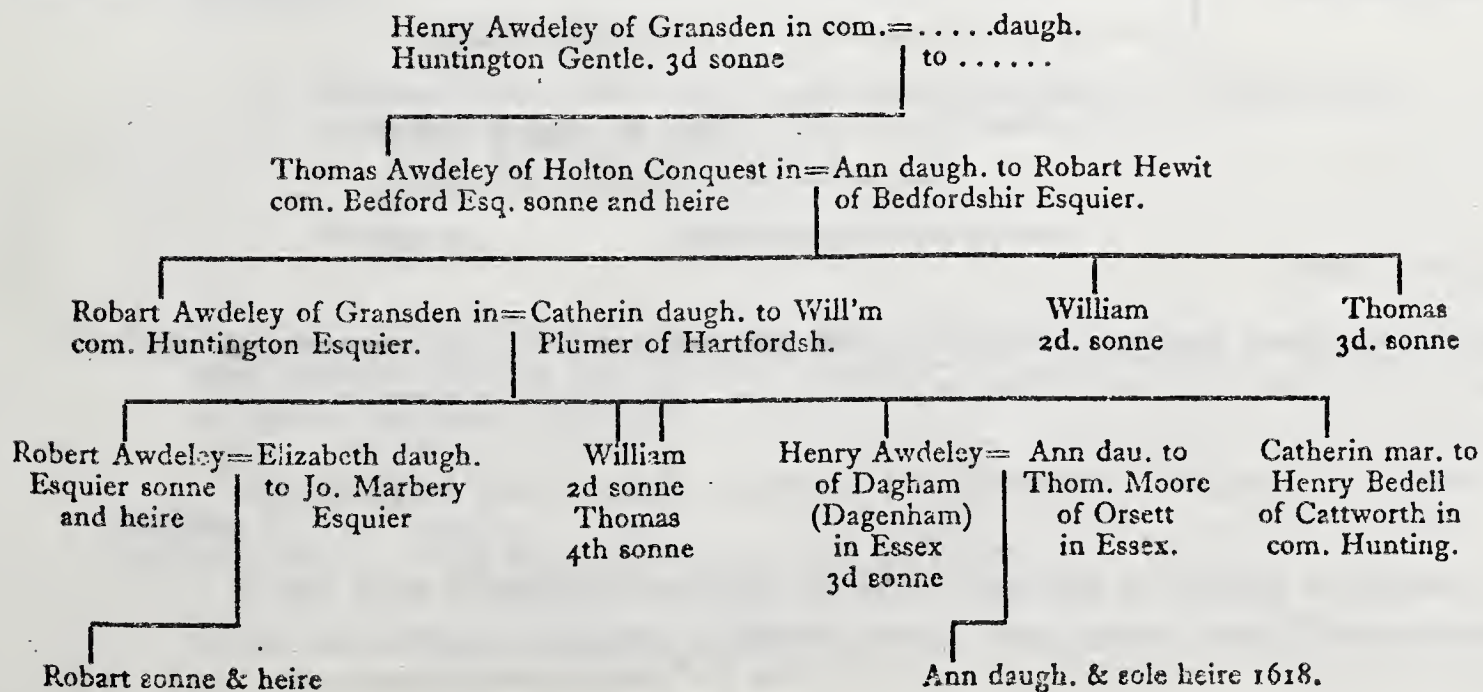 Henry Awdeley of Gransden in com.=.....daugh.
Huntington Gentle. 3d sonne to ......
Thomas Awdeley of Holton Conquest in=Ann daugh. to Robart Hewit
com. Bedford Esq. sonne and heire of Bedfordshir Esquier.
Robart Awdeley of Gransden in=Catherin daugh. to Will'm
com. Huntington Esquier. Plumer of Hartfordsh.
William
2d. sonne
Thomas
3d. sonne
Robert Awdeley=Elizabeth daugh.
Esquier sonne to Jo. Marbery
and heire Esquier
William
2d sonne
Thomas
4th sonne
Henry Awdeley=
of Dagham
(Dagenham)
in Essex
3d sonne
Ann dau. to
Thom. Moore
of Orsett
in Essex.
Catherin mar. to
Henry Bedell
of Cattworth in
com. Hunting.
Robart sonne & heire
Ann daugh. & sole heire 1618.